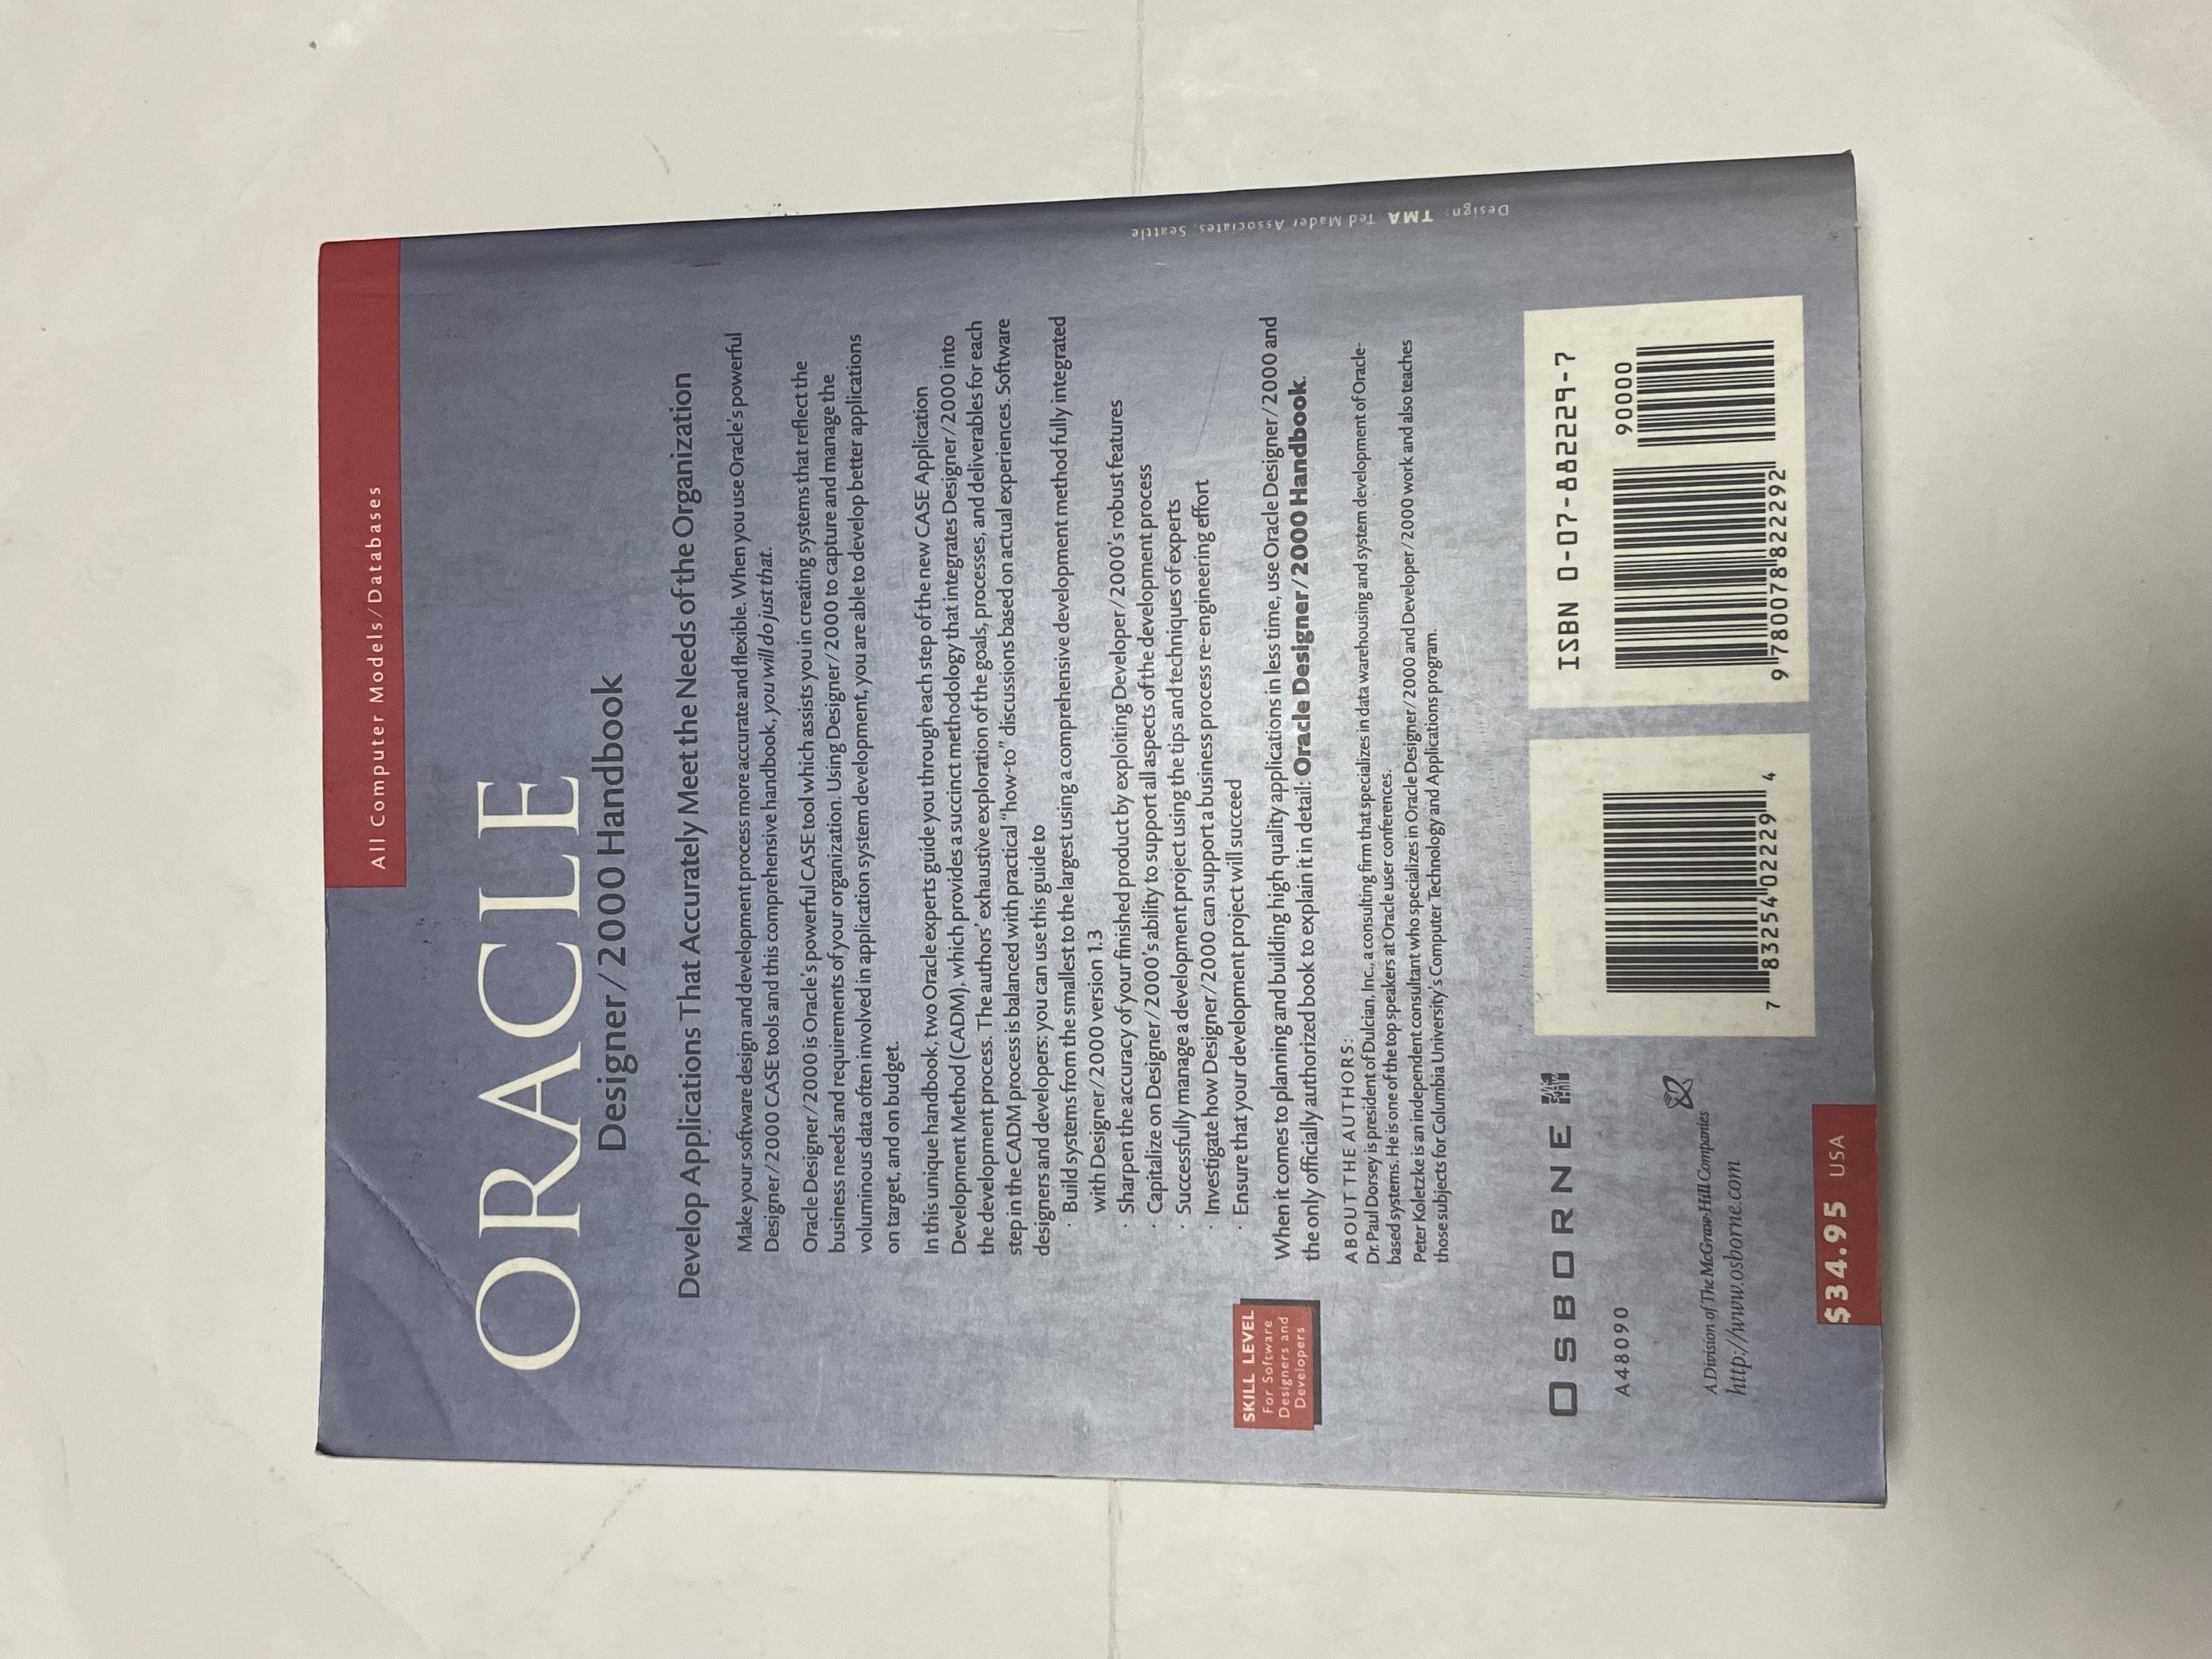 All Computer Models/Databases
ORACLE
Designer/2000 Handbook
Develop Applications That Accurately Meet the Needs of the Organization
Make your software design and development process more accurate and flexible. When you use Oracle's powerful
Designer/2000 CASE tools and this comprehensive handbook, you will do just that.
Oracle Designer/2000 is Oracle's powerful CASE tool which assists you in creating systems that reflect the
business needs and requirements of your organization. Using Designer/2000 to capture and manage the
voluminous data often involved in application system development, you are able to develop better applications
on target, and on budget.
In this unique handbook, two Oracle experts guide you through each step of the new CASE Application
Development Method (CADM), which provides a succinct methodology that integrates Designer/2000 into
the development process. The authors' exhaustive exploration of the goals, processes, and deliverables for each
step in the CADM process is balanced with practical “how-to” discussions based on actual experiences. Software
designers and developers: you can use this guide to
· Build systems from the smallest to the largest using a comprehensive development method fully integrated
with Designer/2000 version 1.3
· Sharpen the accuracy of your finished product by exploiting Developer/2000's robust features
· Capitalize on Designer/2000's ability to support all aspects of the development process
· Successfully manage a development project using the tips and techniques of experts
· Investigate how Designer/2000 can support a business process re-engineering effort
· Ensure that your development project will succeed
SKILL LEVEL
For Software
Designers and
Developers
When it comes to planning and building high quality applications in less time, use Oracle Designer/2000 and
the only officially authorized book to explain it in detail: Oracle Designer/2000 Handbook.
ABOUT THE AUTHORS:
Dr. Paul Dorsey is president of Dulcian, Inc., a consulting firm that specializes in data warehousing and system development of Oracle-
based systems. He is one of the top speakers at Oracle user conferences.
Peter Koletzke is an independent consultant who specializes in Oracle Designer/2000 and Developer/2000 work and also teaches
those subjects for Columbia University's Computer Technology and Applications program.
Design: TMA Ted Mader Associates, Seattle
OSBORNE
Mc
Graw
Hill
A48090
A Division of The McGraw-Hill Companies
http://www.osborne.com
7 83254 02229 4
ISBN 0-07-882229-7
90000
9 780078 822292
$34.95 USA